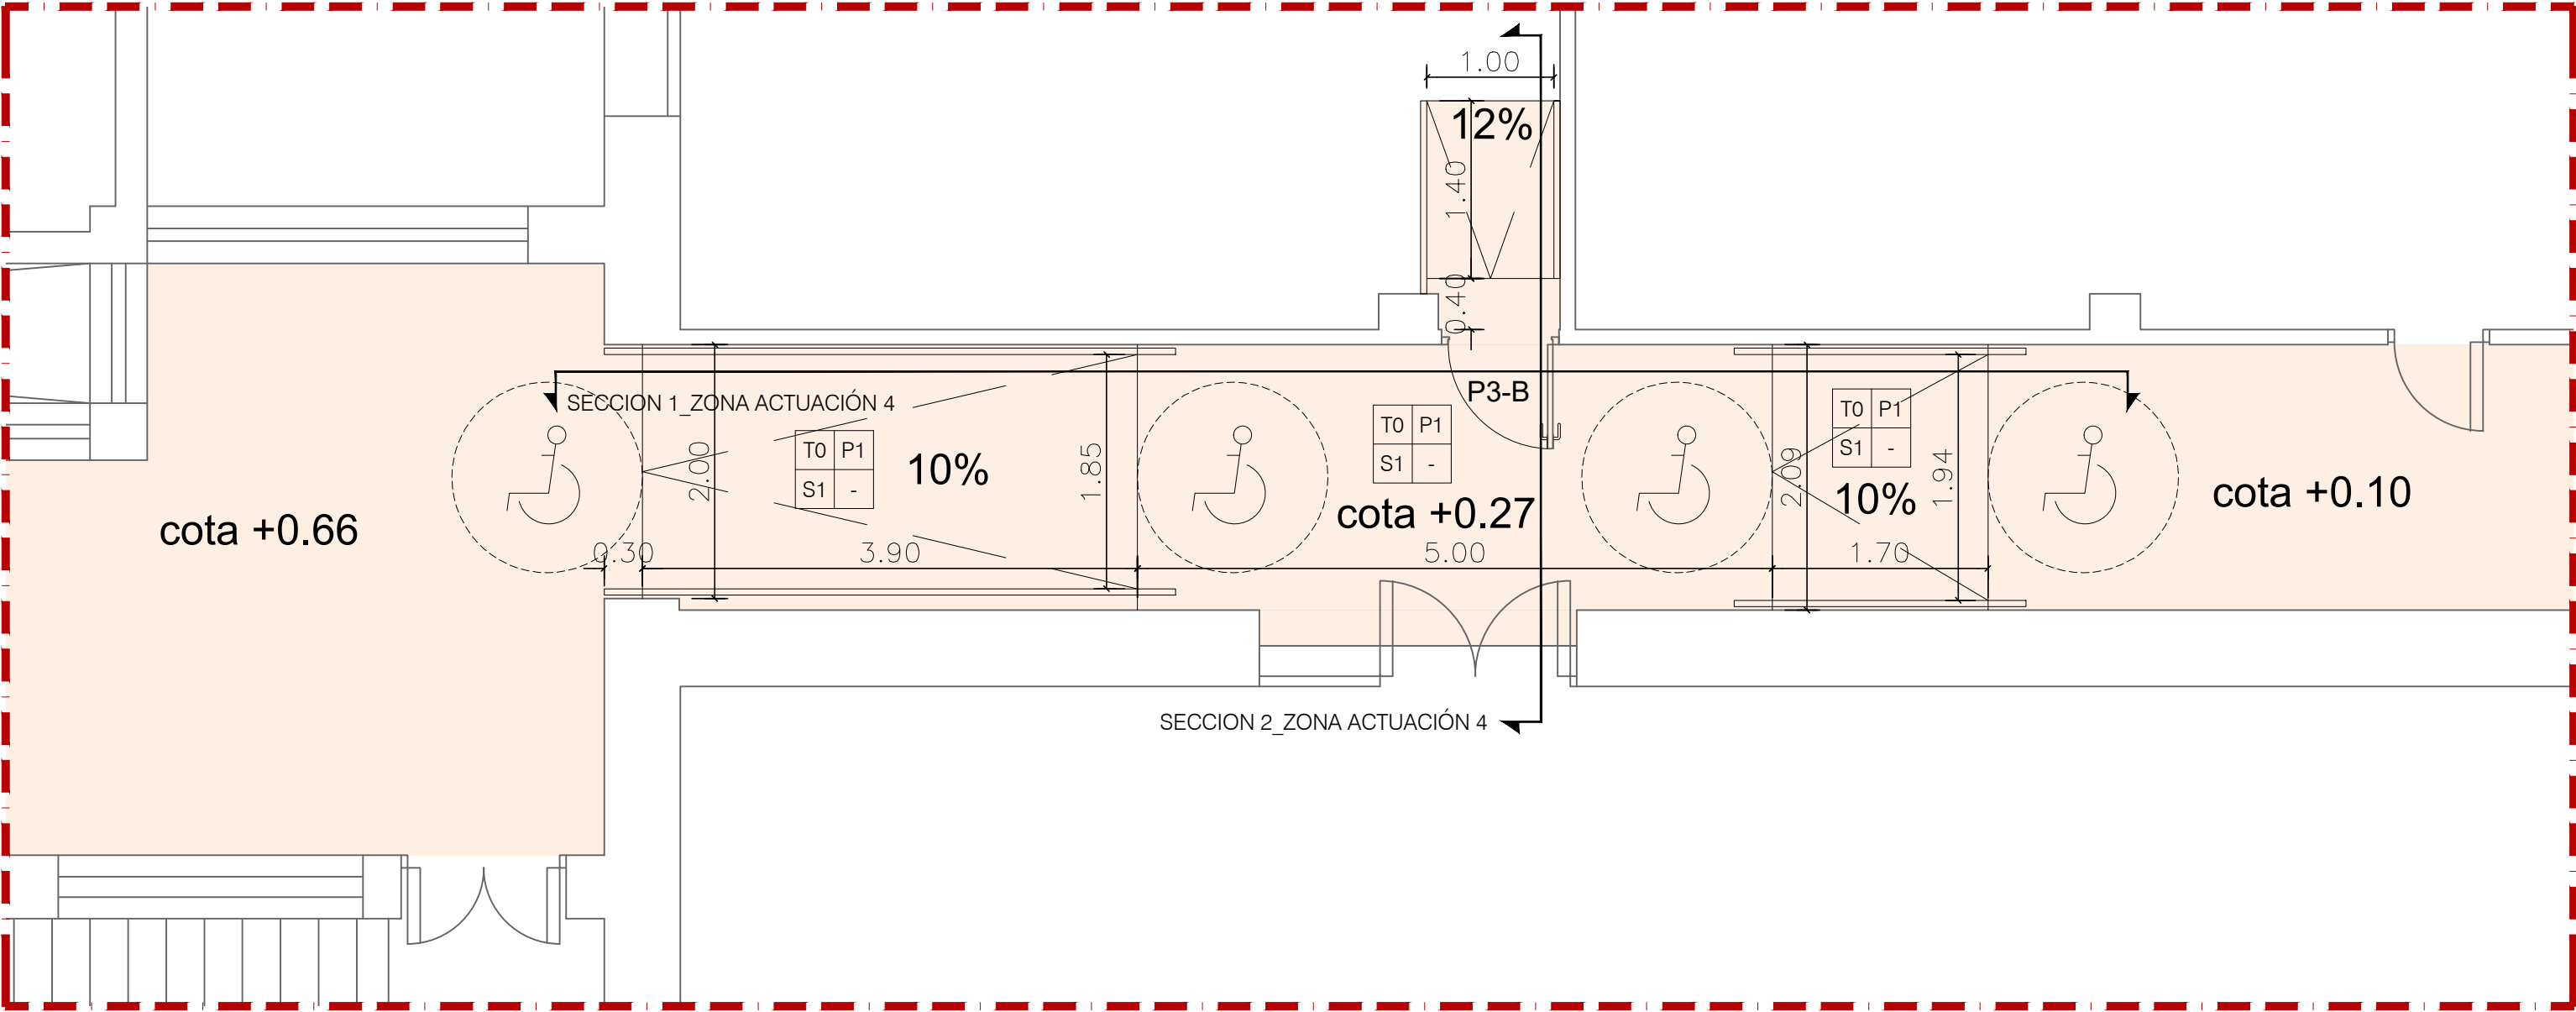 1.00
12%
1.40
0.40
P3-B
SECCION 1_ZONA ACTUACIÓN 4
T0 P1
S1 -
10%
2.00
1.85
T0 P1
S1 -
T0 P1
S1 -
2.09
10%
1.94
cota +0.66
cota +0.27
cota +0.10
0.30
3.90
5.00
1.70
SECCION 2_ZONA ACTUACIÓN 4